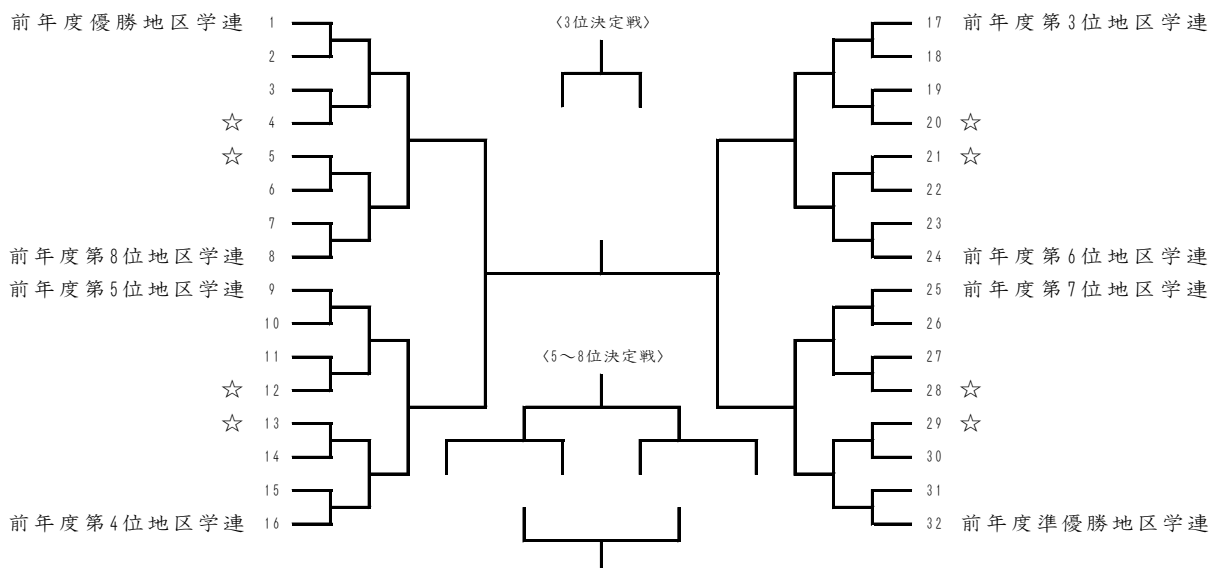 前年度優勝地区学連 1
2
3
☆ 4
☆ 5
6
7
前年度第8位地区学連 8
前年度第5位地区学連 9
10
11
☆ 12
☆ 13
14
15
前年度第4位地区学連 16
〈3位決定戦〉
〈5～8位決定戦〉
17 前年度第3位地区学連
18
19
20 ☆
21 ☆
22
23
24 前年度第6位地区学連
25 前年度第7位地区学連
26
27
28 ☆
29 ☆
30
31
32 前年度準優勝地区学連